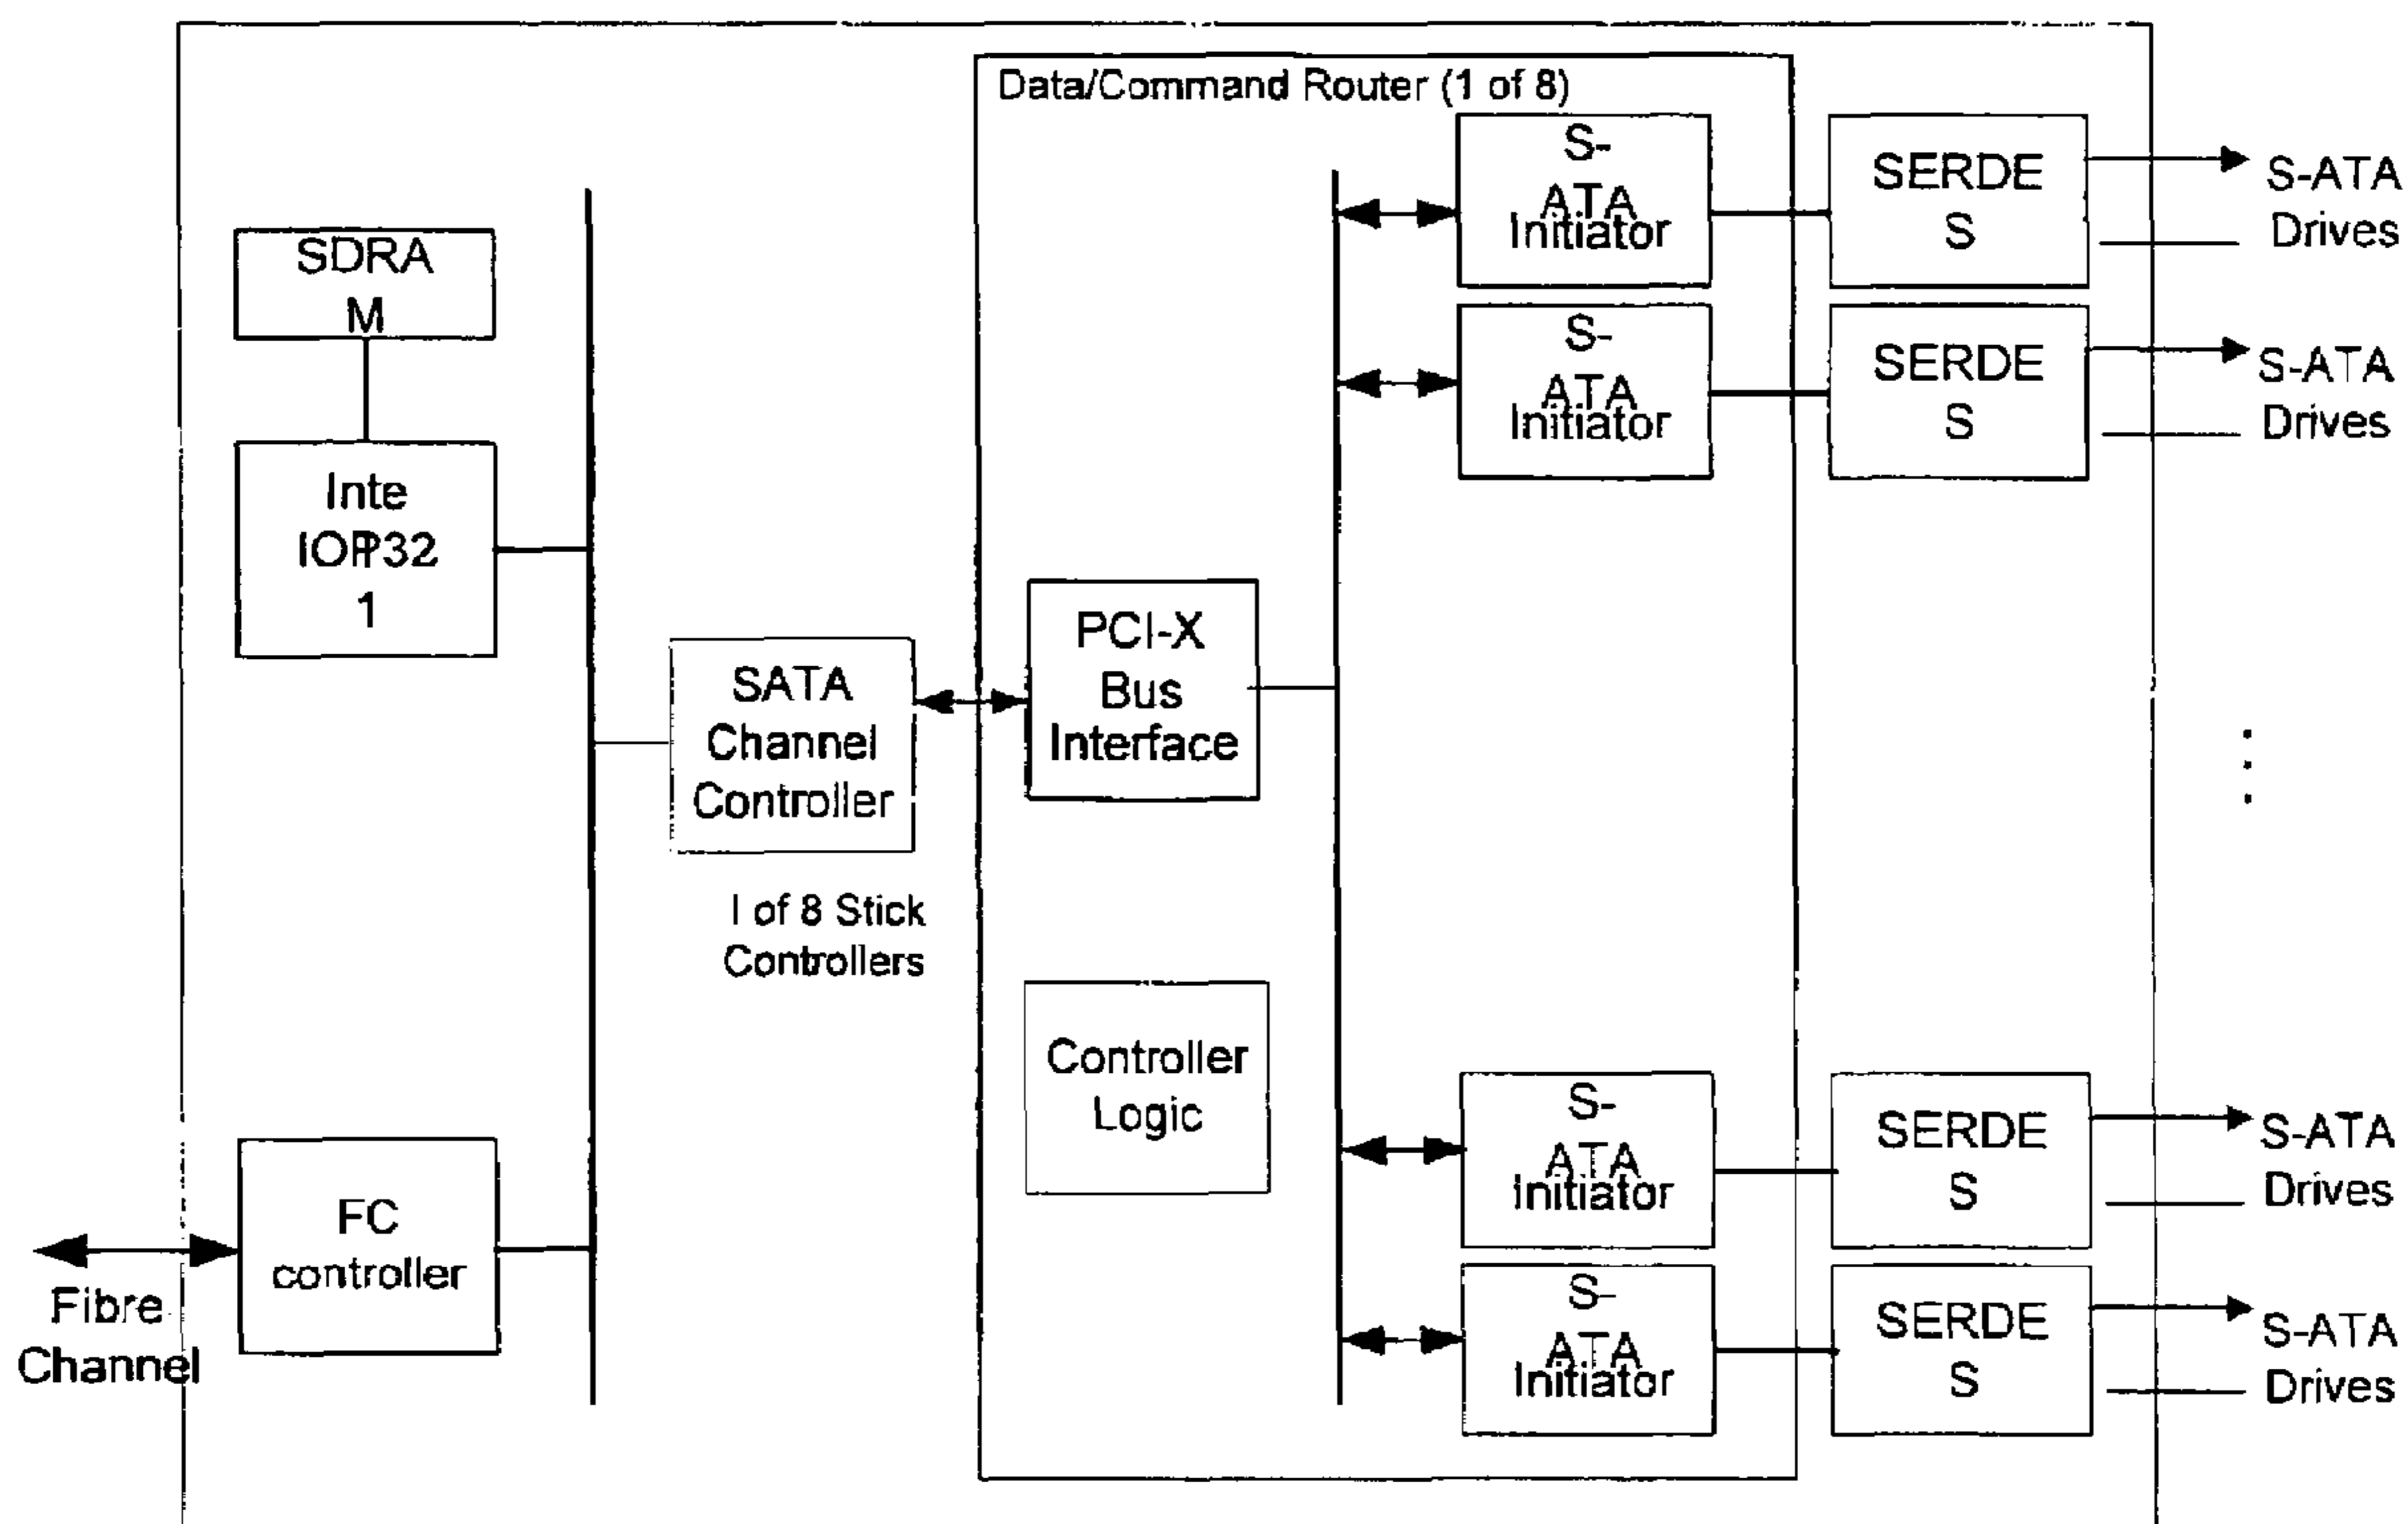 Data/Command Router (1 of 8)
S-
ATA
Initiator
SERDE
S
S-ATA
Drives
SDRA
M
S-
ATA
Initiator
SERDE
S
S-ATA
Drives
Inte
IOP32
1
PCI-X
Bus
Interface
SATA
Channel
Controller
I of 8 Stick
Controllers
Controller
Logic
S-
ATA
Initiator
SERDE
S
S-ATA
Drives
FC
controller
Fibre
Channel
S-
ATA
Initiator
SERDE
S
S-ATA
Drives